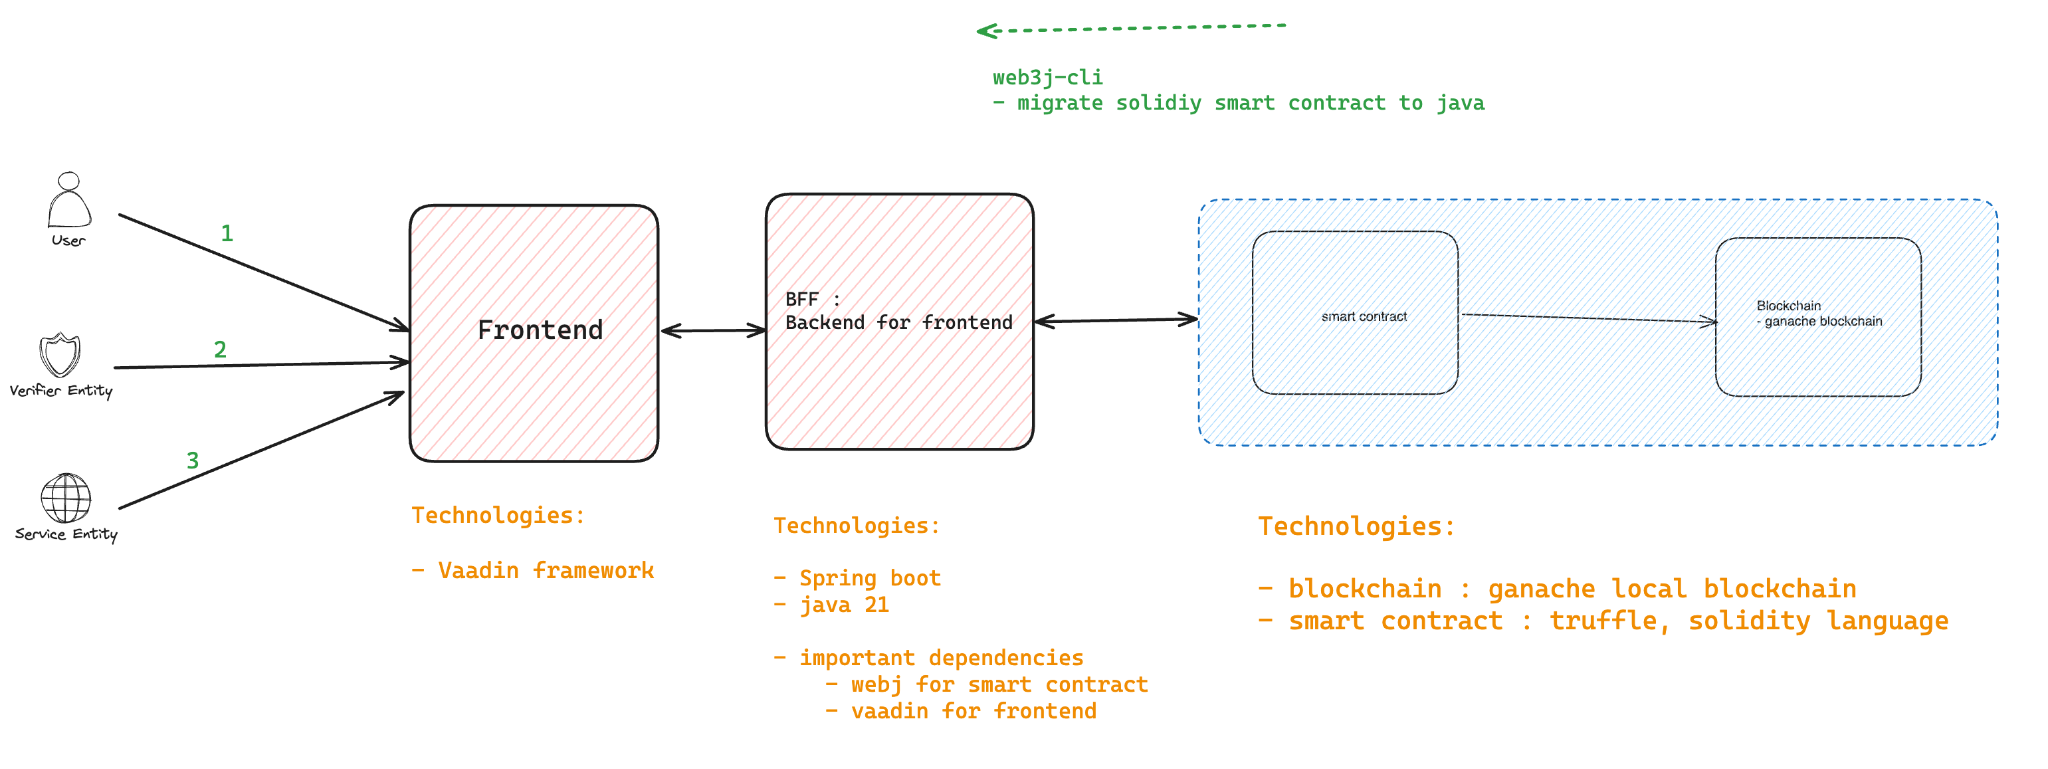 web3j-cli
- migrate solidiy smart contract to java
User
1
Verifier Entity
2
Service Entity
3
Frontend
BFF :
Backend for frontend
smart contract
Blockchain
- ganache blockchain
Technologies:
- Vaadin framework
Technologies:
- Spring boot
- java 21
- important dependencies
- webj for smart contract
- vaadin for frontend
Technologies:
- blockchain : ganache local blockchain
- smart contract : truffle, solidity language